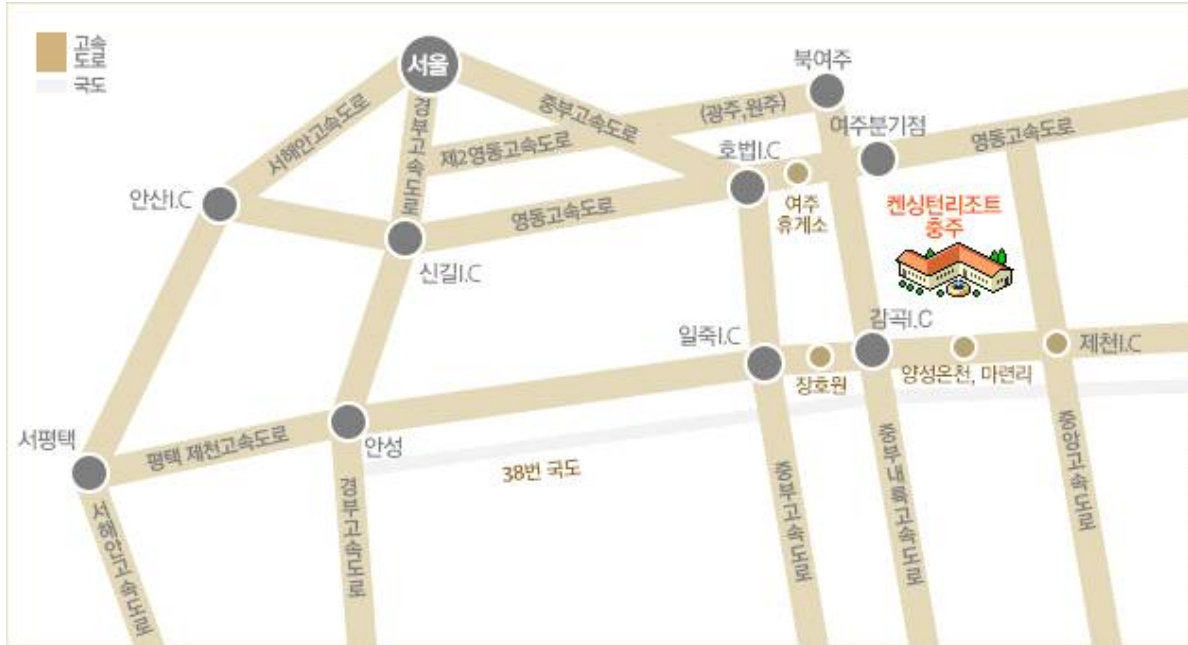 고속
도로
국도
서울
북여주
경부고속도로
중부고속도로
(광주,원주)
여주분기점
서해안고속도로
제2영동고속도로
호법I.C
영동고속도로
안산I.C
영동고속도로
여주
휴게소
켄싱턴리조트
충주
신길I.C
일죽I.C
감곡I.C
제천I.C
장호원
양성온천, 마련리
서평택
평택 제천고속도로
안성
38번 국도
서해안고속도로
경부고속도로
중부고속도로
중부내륙고속도로
중앙고속도로